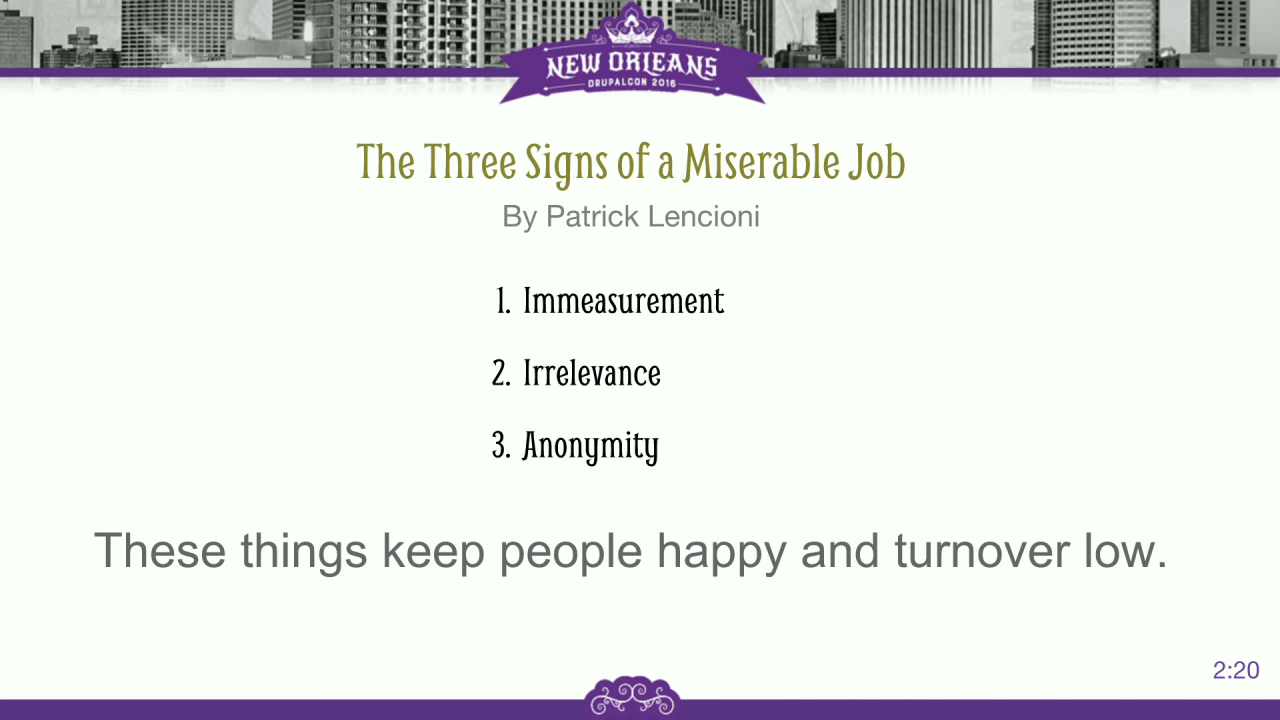 NEW ORLEANS
DRUPALCON 2016
The Three Signs of a Miserable Job
By Patrick Lencioni
1. Immeasurement
2. Irrelevance
3. Anonymity
These things keep people happy and turnover low.
2:20